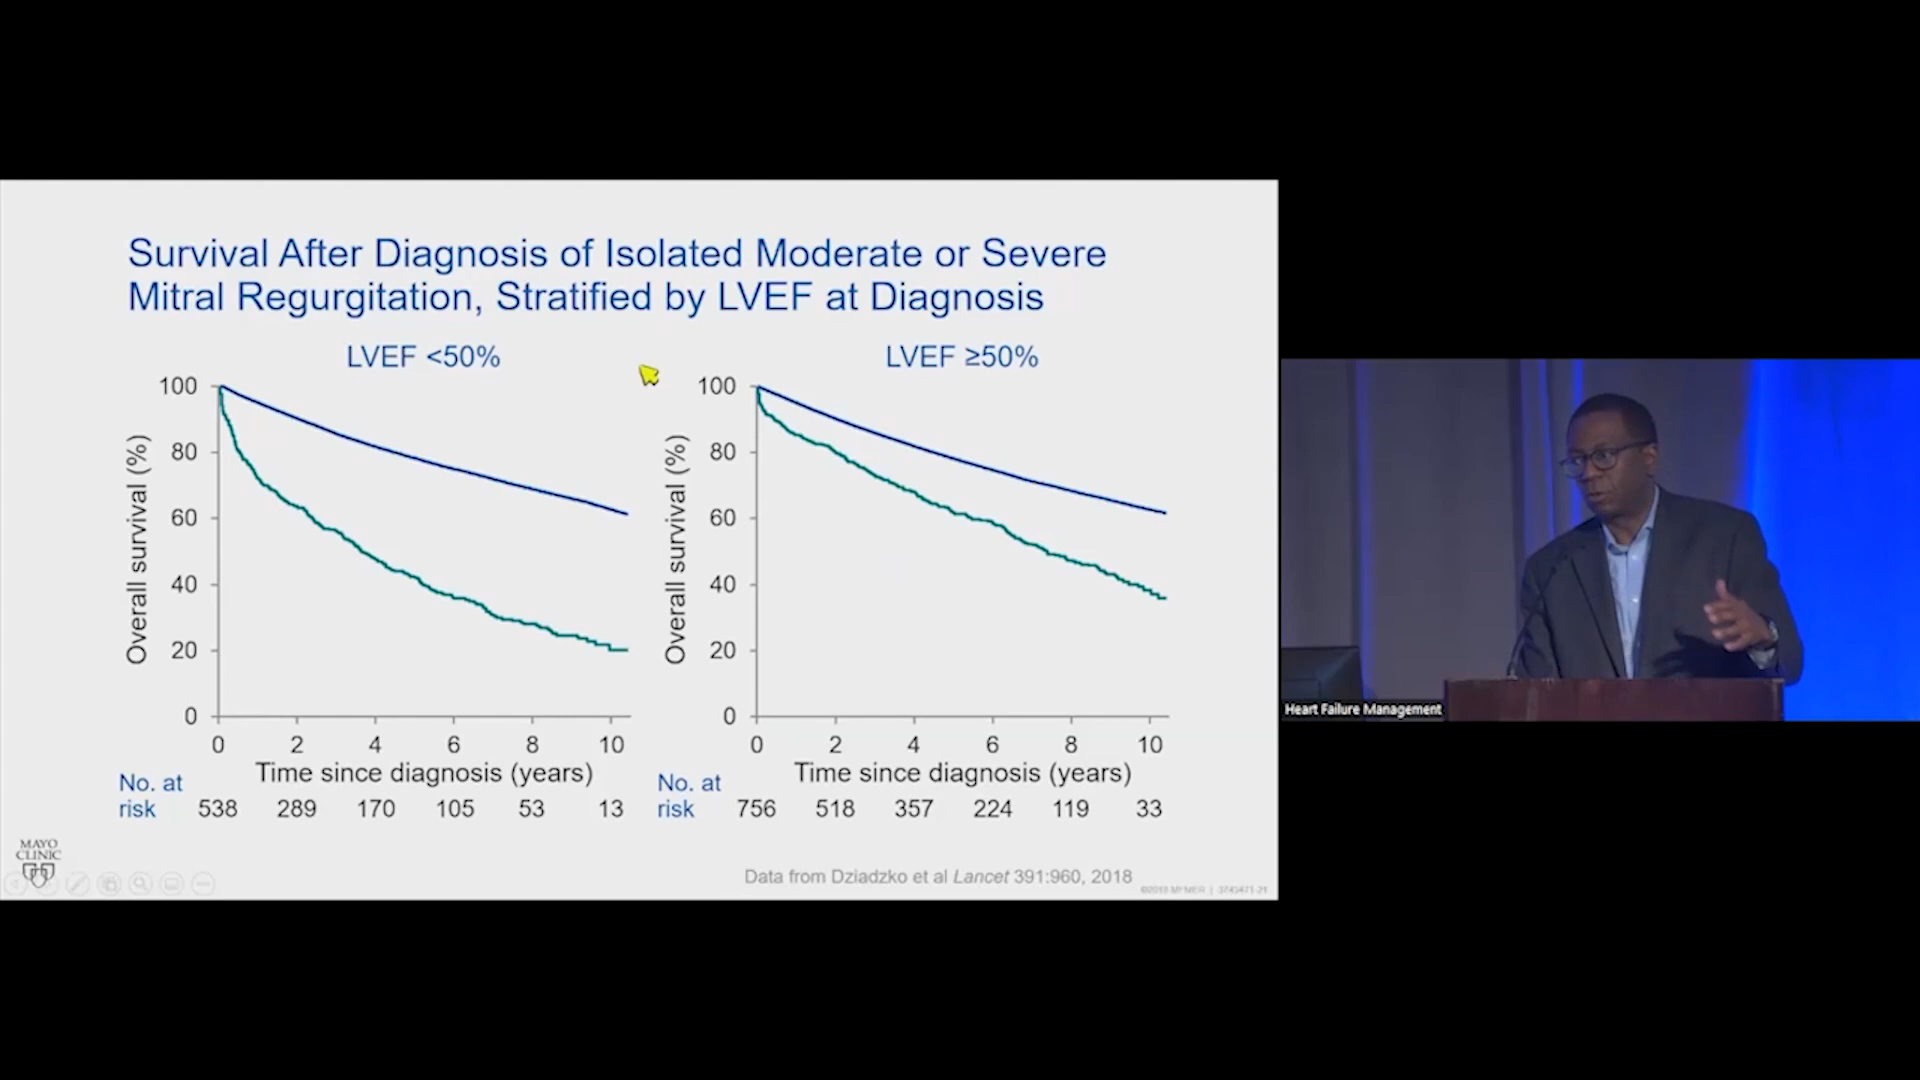 Survival After Diagnosis of Isolated Moderate or Severe
Mitral Regurgitation, Stratified by LVEF at Diagnosis
LVEF <50%
100
80
60
40
20
0
Overall survival (%)
0 2 4 6 8 10
Time since diagnosis (years)
No. at
risk 538 289 170 105 53 13
LVEF ≥50%
100
80
60
40
20
0
Overall survival (%)
0 2 4 6 8 10
Time since diagnosis (years)
No. at
risk 756 518 357 224 119 33
MAYO
CLINIC
Data from Dziadzko et al Lancet 391:960, 2018
Heart Failure Management